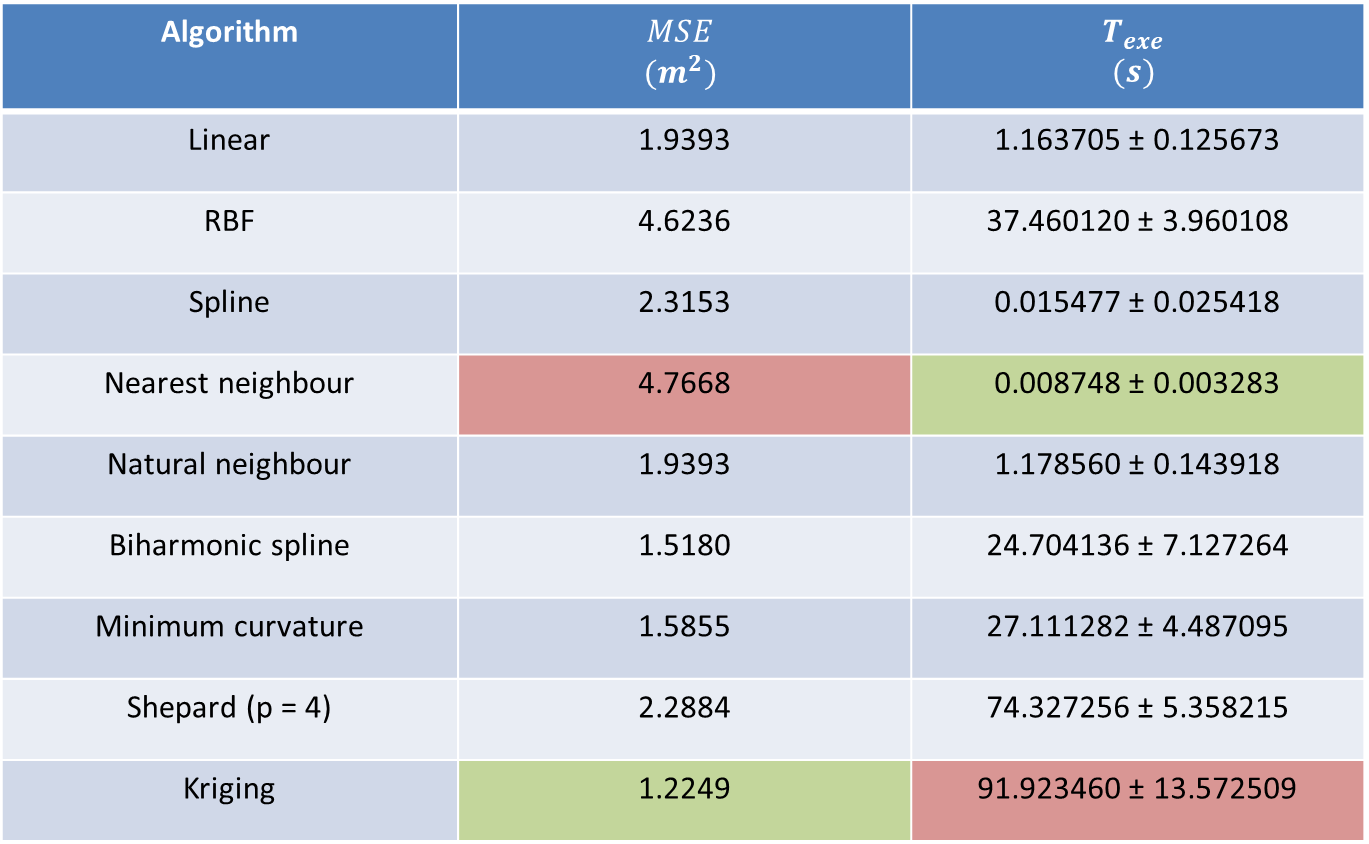 Algorithm MSE T_exe
(m²) (s)
Linear 1.9393 1.163705 ± 0.125673
RBF 4.6236 37.460120 ± 3.960108
Spline 2.3153 0.015477 ± 0.025418
Nearest neighbour 4.7668 0.008748 ± 0.003283
Natural neighbour 1.9393 1.178560 ± 0.143918
Biharmonic spline 1.5180 24.704136 ± 7.127264
Minimum curvature 1.5855 27.111282 ± 4.487095
Shepard (p = 4) 2.2884 74.327256 ± 5.358215
Kriging 1.2249 91.923460 ± 13.572509